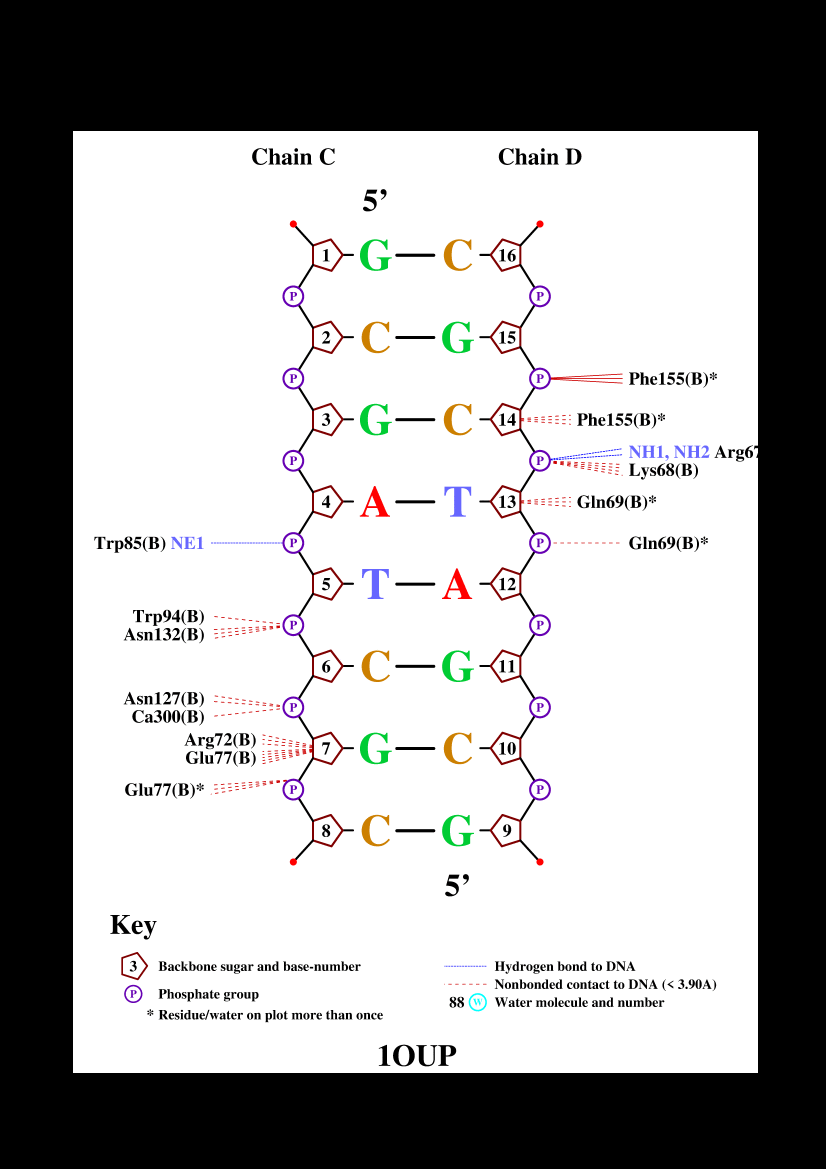 Chain C Chain D
5’
1 G C 16
P P
2 C G 15
P P Phe155(B)*
3 G C 14 Phe155(B)*
P P NH1, NH2 Arg67
Lys68(B)
4 A T 13 Gln69(B)*
Trp85(B) NE1 P P Gln69(B)*
5 T A 12
Trp94(B) P P
Asn132(B)
6 C G 11
Asn127(B) P P
Ca300(B)
Arg72(B) 7 G C 10
Glu77(B)
Glu77(B)* P P
8 C G 9
5’
Key
3 Backbone sugar and base-number
P Phosphate group
* Residue/water on plot more than once
Hydrogen bond to DNA
Nonbonded contact to DNA (< 3.90A)
88 W Water molecule and number
1OUP